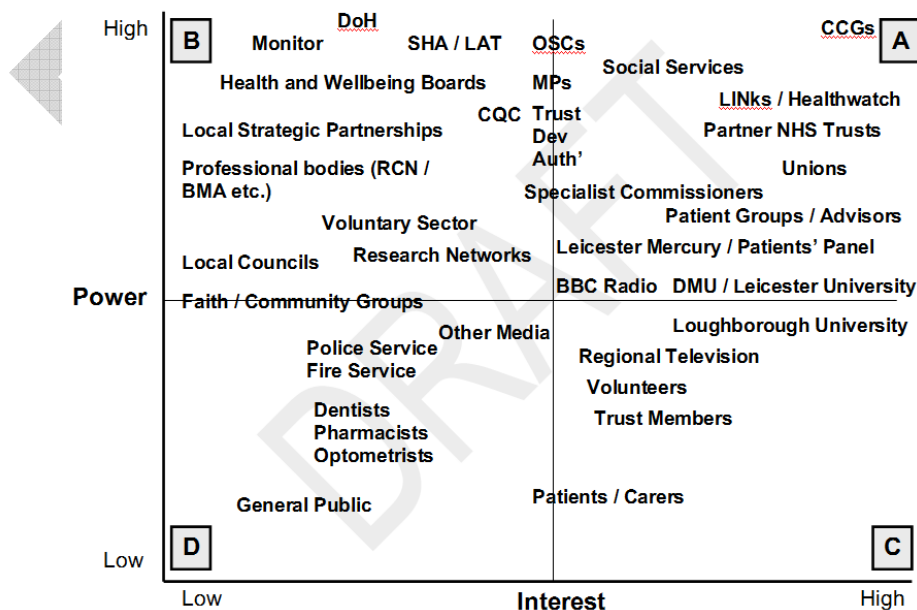 High
B
DoH
CCGs
A
Monitor
SHA / LAT
OSCs
Social Services
Health and Wellbeing Boards
MPs
LINks / Healthwatch
CQC
Trust
Dev
Auth’
Local Strategic Partnerships
Partner NHS Trusts
Professional bodies (RCN /
BMA etc.)
Unions
Specialist Commissioners
Patient Groups / Advisors
Voluntary Sector
Research Networks
Leicester Mercury / Patients’ Panel
Local Councils
BBC Radio
DMU / Leicester University
Power
Faith / Community Groups
Other Media
Loughborough University
Police Service
Fire Service
Regional Television
Volunteers
Dentists
Pharmacists
Optometrists
Trust Members
General Public
Patients / Carers
D
C
Low
Low
Interest
High
DRAFT